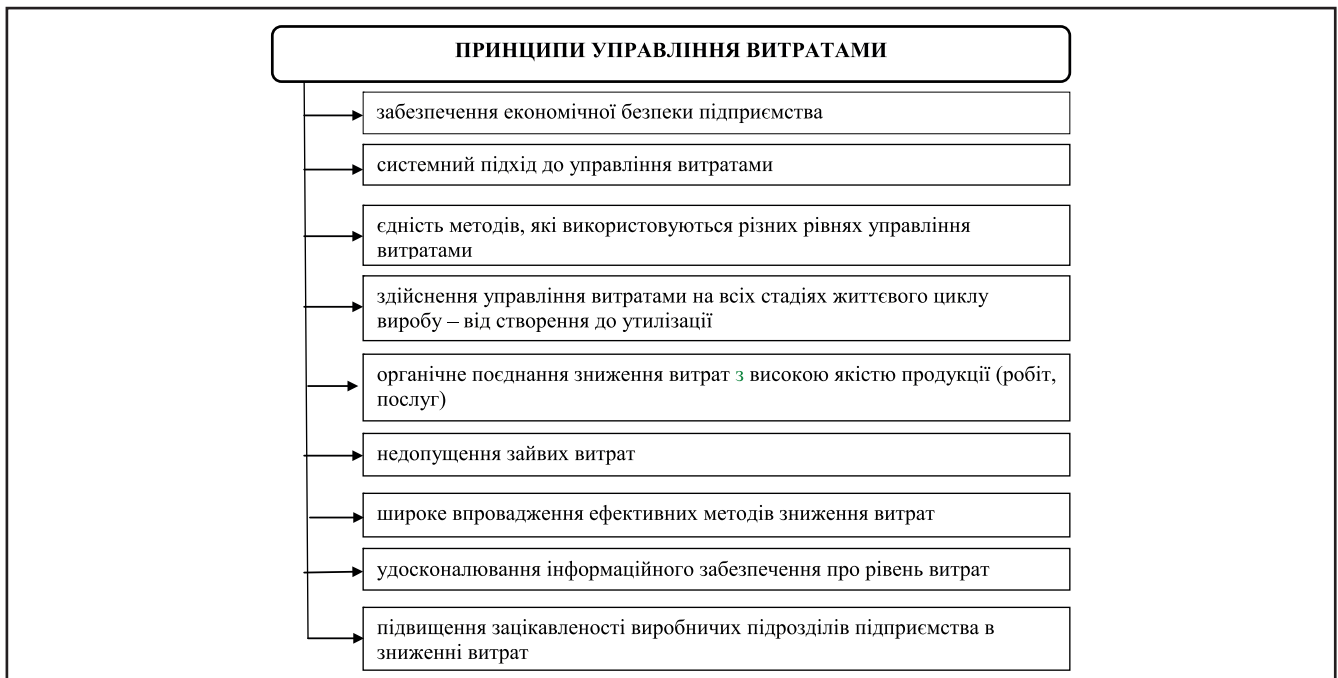 ПРИНЦИПИ УПРАВЛІННЯ ВИТРАТАМИ
забезпечення економічної безпеки підприємства
системний підхід до управління витратами
єдність методів, які використовуються різних рівнях управління
витратами
здійснення управління витратами на всіх стадіях життєвого циклу
виробу – від створення до утилізації
органічне поєднання зниження витрат з високою якістю продукції (робіт,
послуг)
недопущення зайвих витрат
широке впровадження ефективних методів зниження витрат
удосконалювання інформаційного забезпечення про рівень витрат
підвищення зацікавленості виробничих підрозділів підприємства в
зниженні витрат